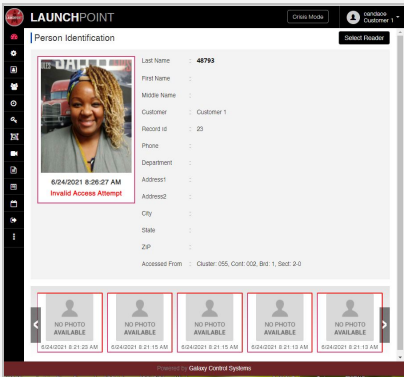 LAUNCHPOINT
Crisis Mode
candace
Customer 1
Person Identification
Select Reader
Last Name : 48793
First Name :
Middle Name :
Customer : Customer 1
Record Id : 23
Phone :
Department :
6/24/2021 8:26:27 AM
Invalid Access Attempt
Address1 :
Address2 :
City :
State :
ZIP :
Accessed From : Cluster: 055, Cont: 002, Brd: 1, Sect: 2-0
NO PHOTO AVAILABLE
6/24/2021 8:21:23 AM
NO PHOTO AVAILABLE
6/24/2021 8:21:15 AM
NO PHOTO AVAILABLE
6/24/2021 8:21:15 AM
NO PHOTO AVAILABLE
6/24/2021 8:21:13 AM
NO PHOTO AVAILABLE
6/24/2021 8:21:13 AM
Powered by Galaxy Control Systems